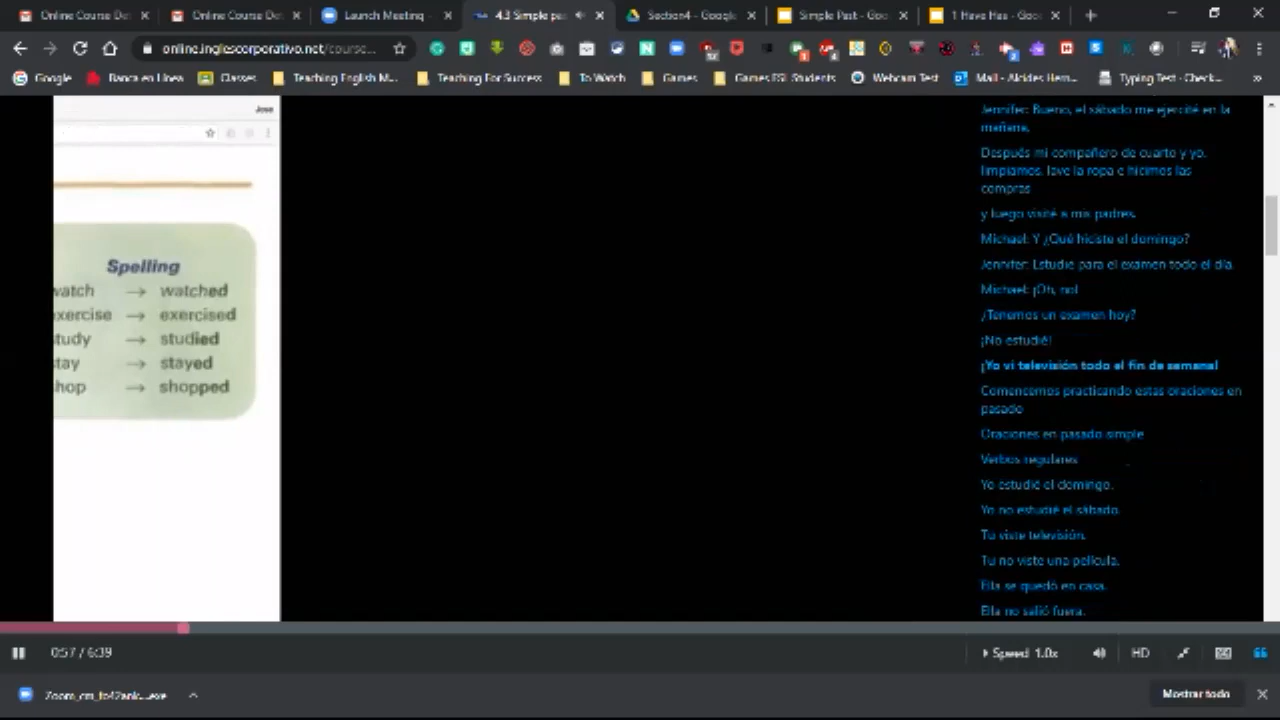 Online Course De
Online Course De
Launch Meeting -
4.3 Simple pa
Section4 - Google
Simple Past - Goo
1 Have Has - Goo
online.inglescorporativo.net/course...
Google
Banca en Línea
Classes
Teaching English M...
Teaching For Success
To Watch
Games
Games ESL Students
Webcam Test
Mail - Alcides Hern...
Typing Test - Check...
»
Jose
Spelling
watch → watched
exercise → exercised
study → studied
stay → stayed
shop → shopped
Jennifer: Bueno, el sábado me ejercité en la
mañana.
Después mi compañero de cuarto y yo,
limpiamos, lave la ropa e hicimos las
compras
y luego visité a mis padres.
Michael: Y ¿Qué hiciste el domingo?
Jennifer: Estudie para el examen todo el día.
Michael: ¡Oh, no!
¿Tenemos un examen hoy?
¡No estudié!
¡Yo vi televisión todo el fin de semana!
Comencemos practicando estas oraciones en
pasado
Oraciones en pasado simple
Verbos regulares
Yo estudié el domingo.
Yo no estudié el sábado.
Tu viste televisión.
Tu no viste una película.
Ella se quedó en casa.
Ella no salió fuera.
0:57 / 6:39
Speed 1.0x
HD
Mostrar todo